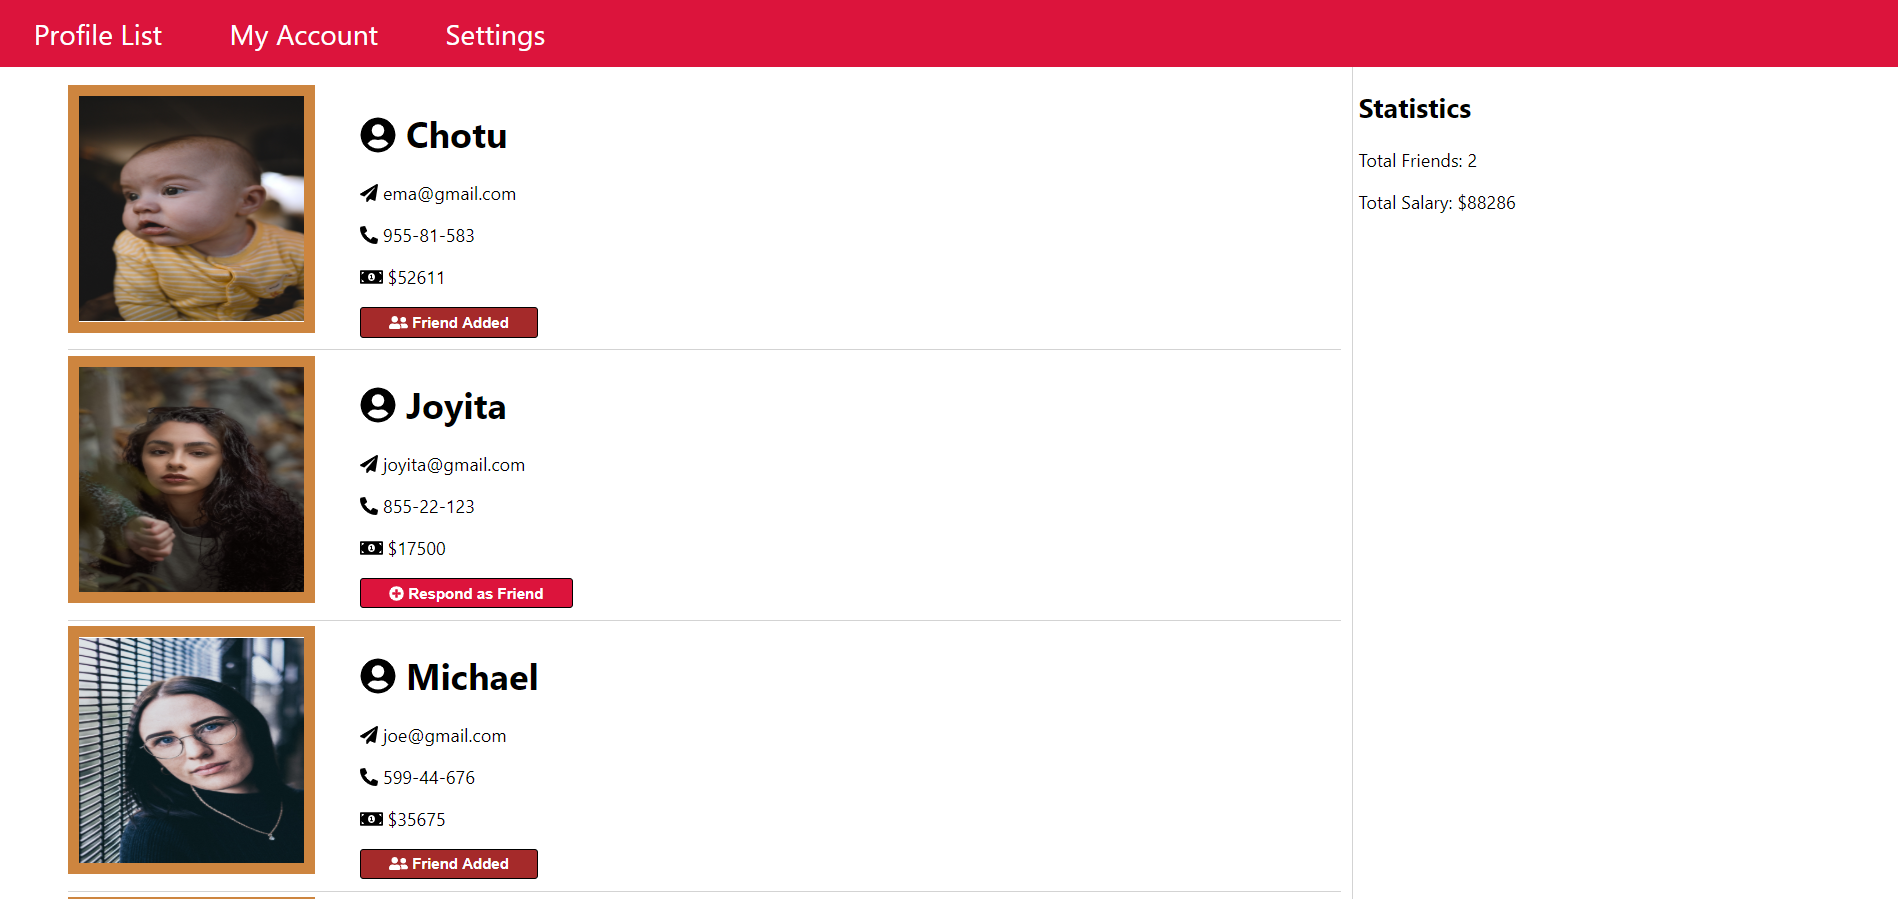 Profile List My Account Settings
Chotu
ema@gmail.com
955-81-583
$52611
Friend Added
Joyita
joyita@gmail.com
855-22-123
$17500
Respond as Friend
Michael
joe@gmail.com
599-44-676
$35675
Friend Added
Statistics
Total Friends: 2
Total Salary: $88286